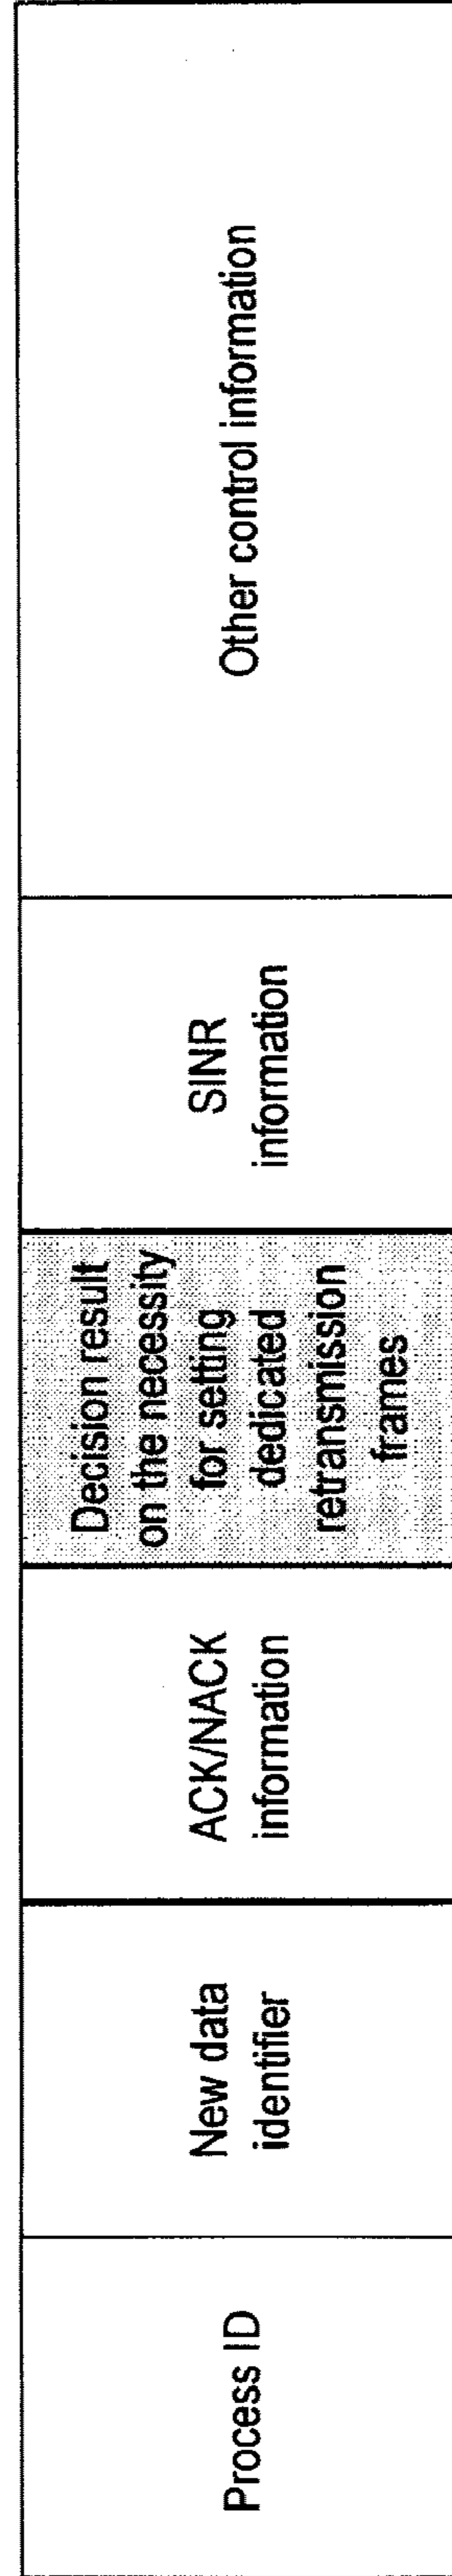 Process ID
New data
identifier
ACK/NACK
information
Decision result
on the necessity
for setting
dedicated
retransmission
frames
SINR
information
Other control information